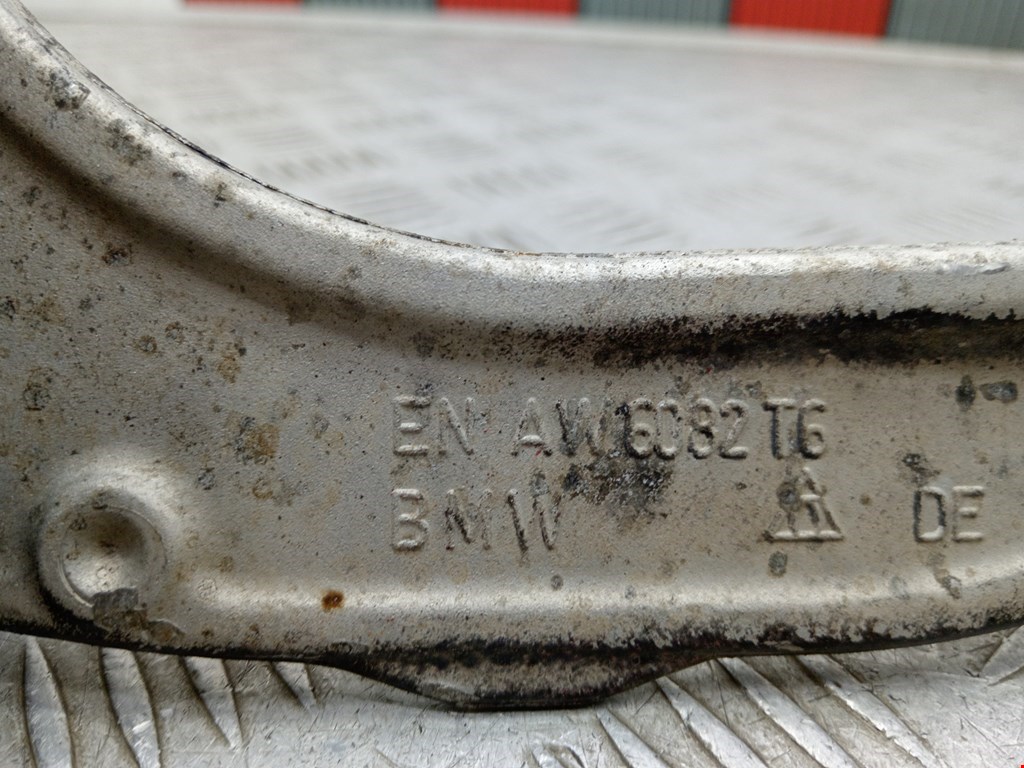 EN AW 6082 T6
BMW DE